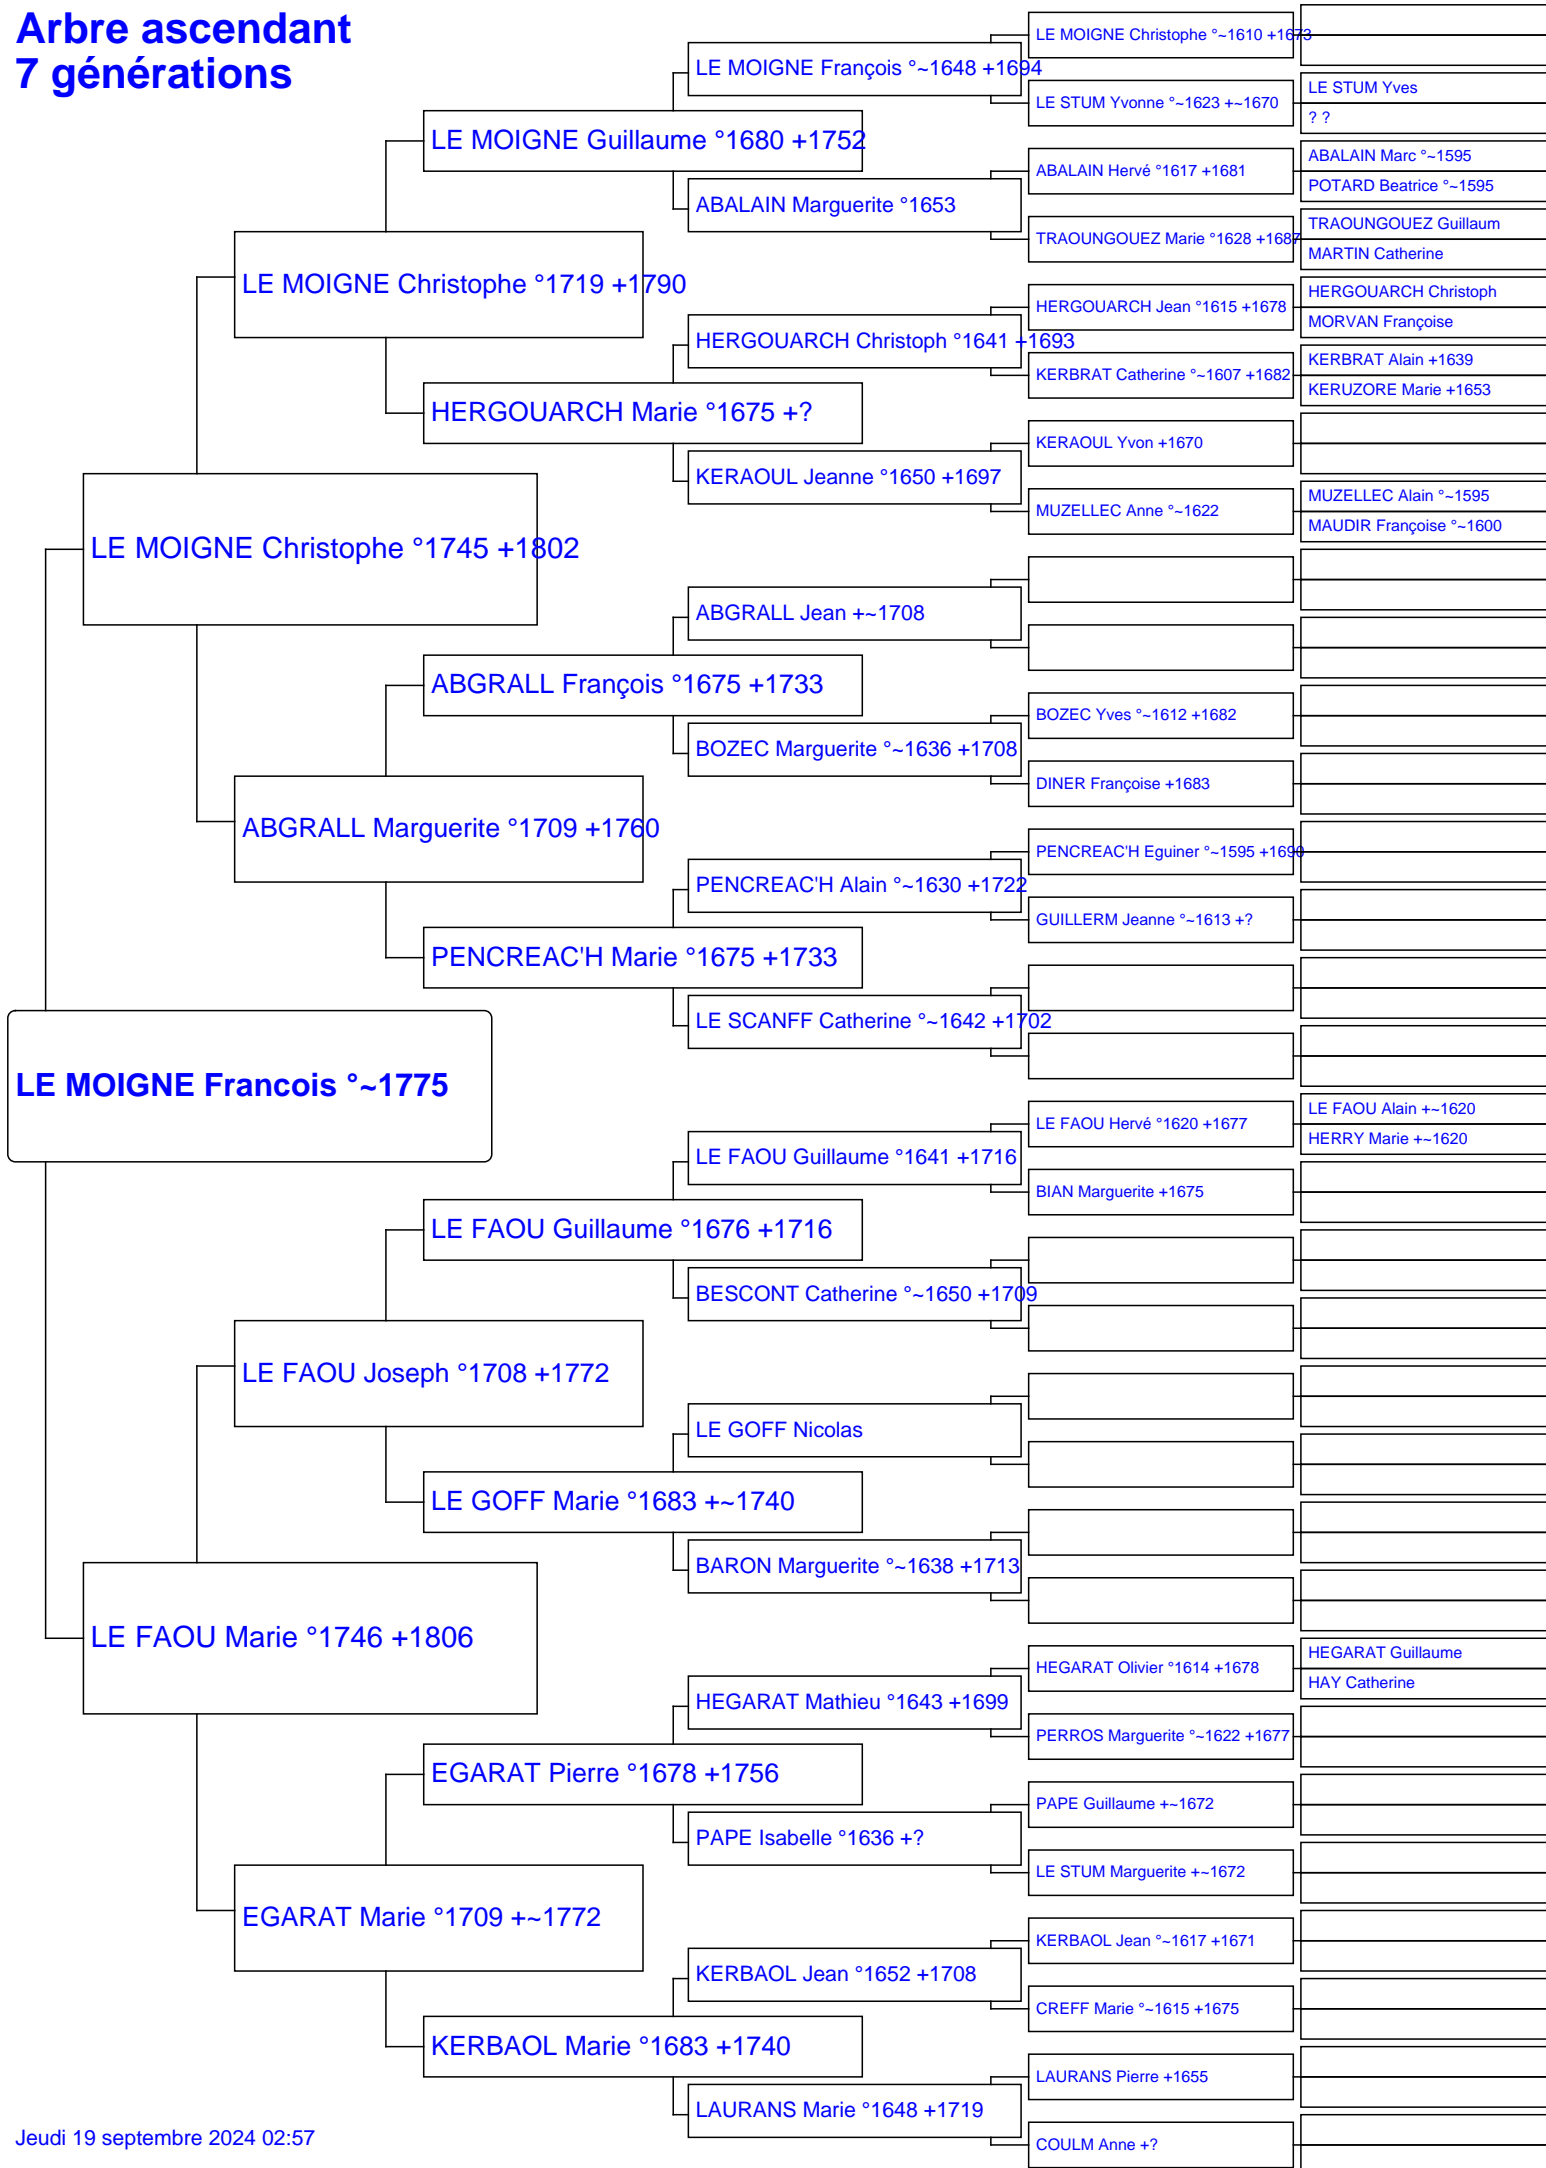 Arbre ascendant
7 générations
LE MOIGNE Francois °~1775
LE MOIGNE Christophe °1745 +1802
LE FAOU Marie °1746 +1806
LE MOIGNE Christophe °1719 +1790
ABGRALL Marguerite °1709 +1760
LE FAOU Joseph °1708 +1772
EGARAT Marie °1709 +~1772
LE MOIGNE Guillaume °1680 +1752
HERGOUARCH Marie °1675 +?
ABGRALL François °1675 +1733
PENCREAC'H Marie °1675 +1733
LE FAOU Guillaume °1676 +1716
LE GOFF Marie °1683 +~1740
EGARAT Pierre °1678 +1756
KERBAOL Marie °1683 +1740
LE MOIGNE François °~1648 +1694
ABALAIN Marguerite °1653
HERGOUARCH Christoph °1641 +1693
KERAOUL Jeanne °1650 +1697
ABGRALL Jean +~1708
BOZEC Marguerite °~1636 +1708
PENCREAC'H Alain °~1630 +1722
LE SCANFF Catherine °~1642 +1702
LE FAOU Guillaume °1641 +1716
BESCONT Catherine °~1650 +1709
LE GOFF Nicolas
BARON Marguerite °~1638 +1713
HEGARAT Mathieu °1643 +1699
PAPE Isabelle °1636 +?
KERBAOL Jean °1652 +1708
LAURANS Marie °1648 +1719
LE MOIGNE Christophe °~1610 +1673
LE STUM Yvonne °~1623 +~1670
ABALAIN Hervé °1617 +1681
TRAOUNGOUEZ Marie °1628 +1687
HERGOUARCH Jean °1615 +1678
KERBRAT Catherine °~1607 +1682
KERAOUL Yvon +1670
MUZELLEC Anne °~1622
BOZEC Yves °~1612 +1682
DINER Françoise +1683
PENCREAC'H Eguiner °~1595 +1690
GUILLERM Jeanne °~1613 +?
LE FAOU Hervé °1620 +1677
BIAN Marguerite +1675
HEGARAT Olivier °1614 +1678
PERROS Marguerite °~1622 +1677
PAPE Guillaume +~1672
LE STUM Marguerite +~1672
KERBAOL Jean °~1617 +1671
CREFF Marie °~1615 +1675
LAURANS Pierre +1655
COULM Anne +?
LE STUM Yves
? ?
ABALAIN Marc °~1595
POTARD Beatrice °~1595
TRAOUNGOUEZ Guillaum
MARTIN Catherine
HERGOUARCH Christoph
MORVAN Françoise
KERBRAT Alain +1639
KERUZORE Marie +1653
MUZELLEC Alain °~1595
MAUDIR Françoise °~1600
LE FAOU Alain +~1620
HERRY Marie +~1620
HEGARAT Guillaume
HAY Catherine
Jeudi 19 septembre 2024 02:57